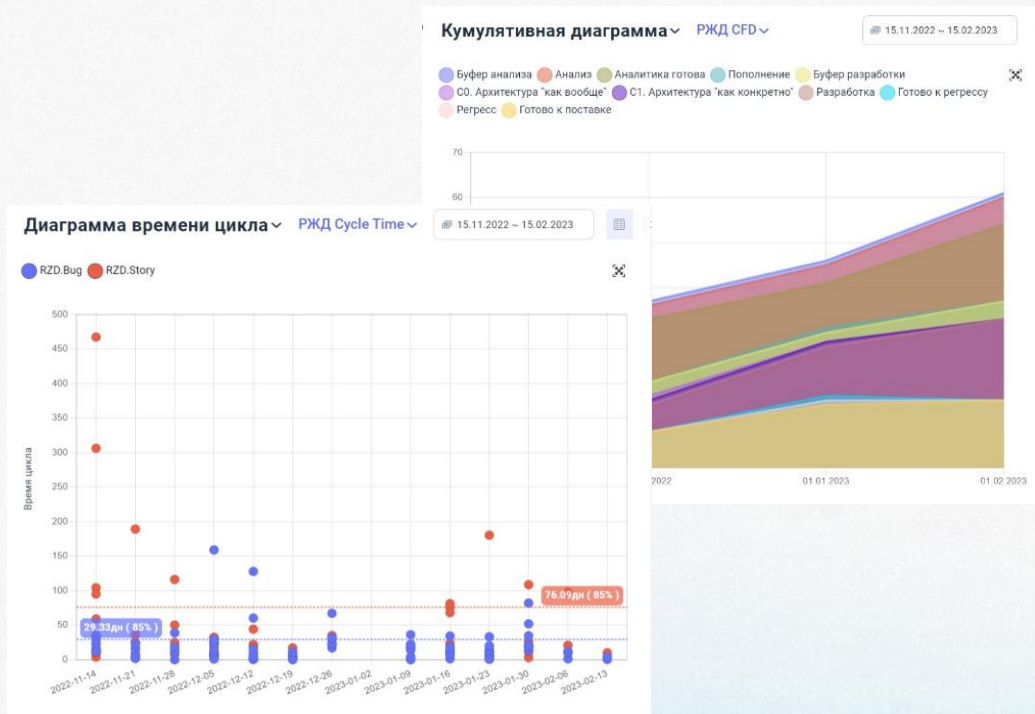 Кумулятивная диаграмма РЖД CFD 15.11.2022 ~ 15.02.2023
Буфер анализа Анализ Аналитика готова Пополнение Буфер разработки
С0. Архитектура "как вообще" С1. Архитектура "как конкретно" Разработка Готово к регрессу
Регресс Готово к поставке
70
60
2022 01.01.2023 01.02.2023
Диаграмма времени цикла РЖД Cycle Time 15.11.2022 ~ 15.02.2023
RZD.Bug RZD.Story
Время цикла
500
450
400
350
300
250
200
150
100
50
0
76.09дн ( 85% )
29.33дн ( 85% )
2022-11-14 2022-11-21 2022-11-28 2022-12-05 2022-12-12 2022-12-19 2022-12-26 2023-01-02 2023-01-09 2023-01-16 2023-01-23 2023-01-30 2023-02-06 2023-02-13